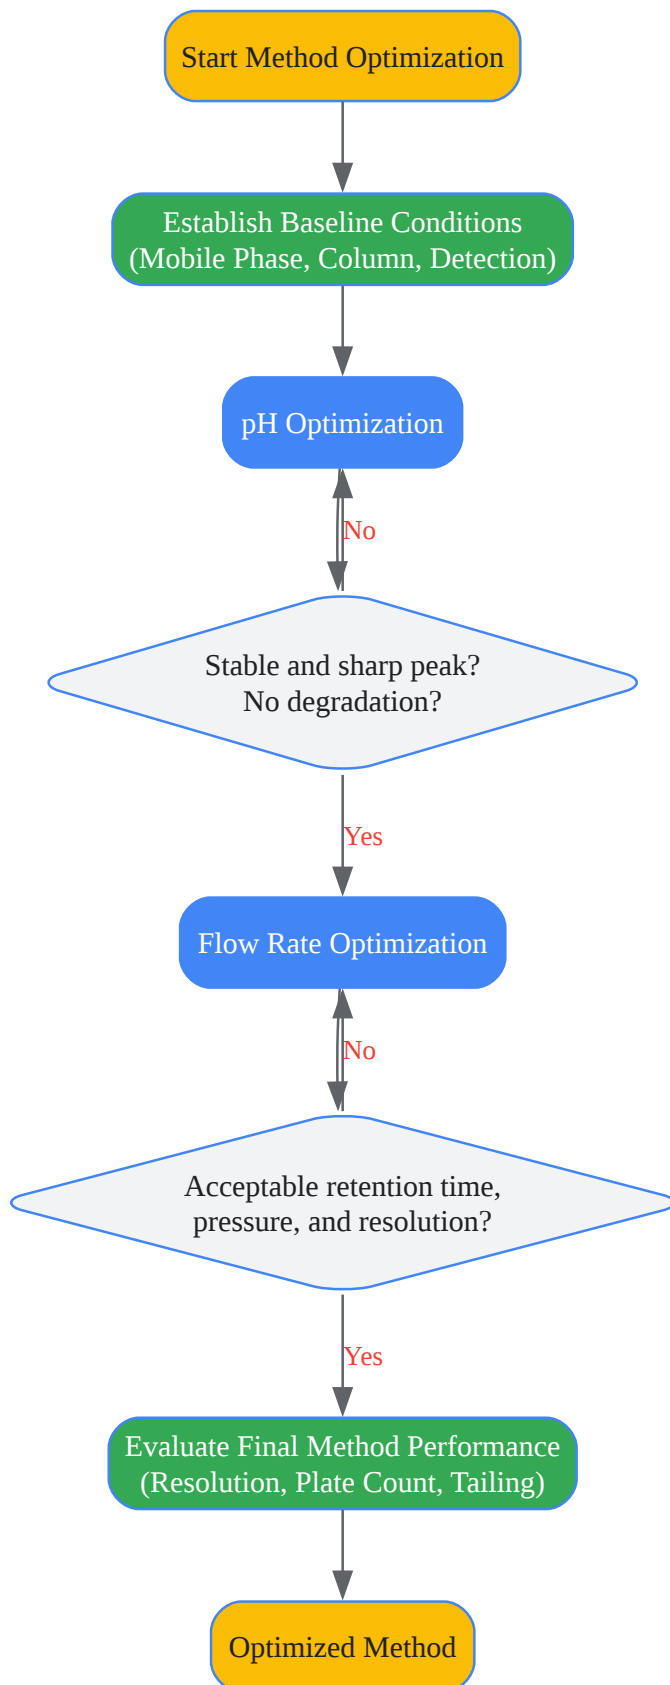 Start Method Optimization
Establish Baseline Conditions
(Mobile Phase, Column, Detection)
pH Optimization
No
Stable and sharp peak?
No degradation?
Yes
Flow Rate Optimization
No
Acceptable retention time,
pressure, and resolution?
Yes
Evaluate Final Method Performance
(Resolution, Plate Count, Tailing)
Optimized Method